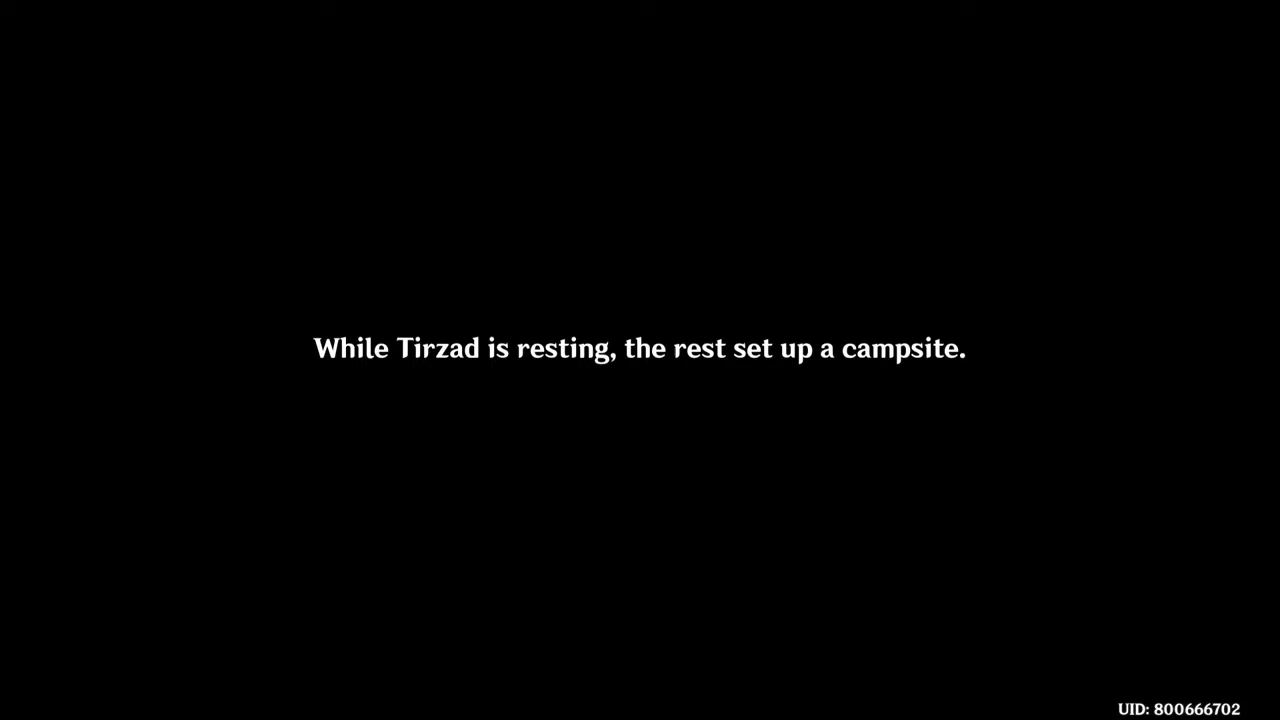 While Tirzad is resting, the rest set up a campsite.
UID: 800666702